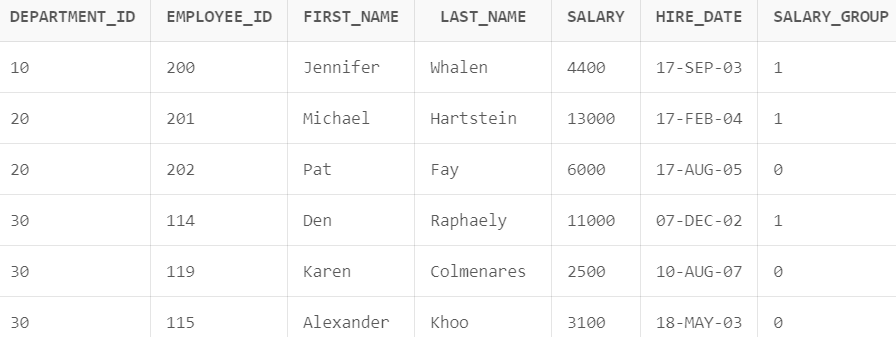 DEPARTMENT_ID EMPLOYEE_ID FIRST_NAME LAST_NAME SALARY HIRE_DATE SALARY_GROUP
10 200 Jennifer Whalen 4400 17-SEP-03 1
20 201 Michael Hartstein 13000 17-FEB-04 1
20 202 Pat Fay 6000 17-AUG-05 0
30 114 Den Raphaely 11000 07-DEC-02 1
30 119 Karen Colmenares 2500 10-AUG-07 0
30 115 Alexander Khoo 3100 18-MAY-03 0